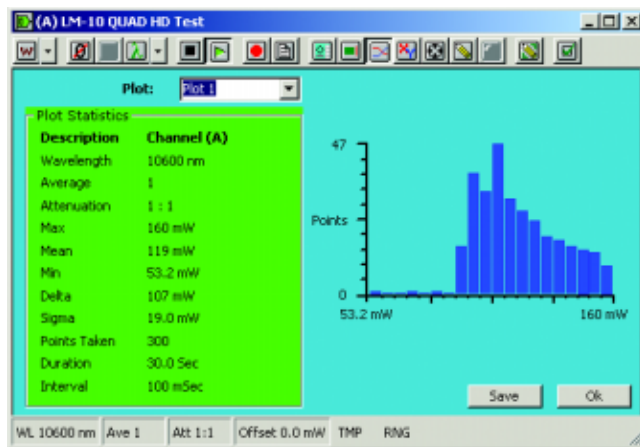 (A) LM-10 QUAD HD Test
W
Plot: Plot 1
Plot Statistics
Description Channel (A)
Wavelength 10600 nm
Average 1
Attenuation 1 : 1
Max 160 mW
Mean 119 mW
Min 53.2 mW
Delta 107 mW
Sigma 19.0 mW
Points Taken 300
Duration 30.0 Sec
Interval 100 mSec
47
Points
0
53.2 mW 160 mW
Save Ok
WL 10600 nm Ave 1 Att 1:1 Offset 0.0 mW TMP RNG